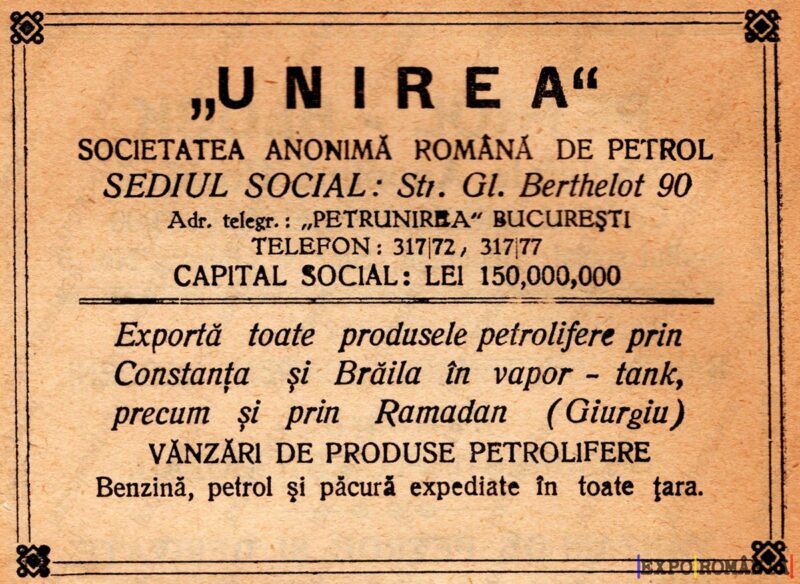 „UNIREA“
SOCIETATEA ANONIMĂ ROMÂNĂ DE PETROL
SEDIUL SOCIAL: Str. Gl. Berthelot 90
Adr. telegr.: „PETRUNIREA“ BUCUREŞTI
TELEFON: 317|72, 317|77
CAPITAL SOCIAL: LEI 150,000,000
Exportă toate produsele petrolifere prin
Constanţa şi Brăila în vapor - tank,
precum şi prin Ramadan (Giurgiu)
VĂNZĂRI DE PRODUSE PETROLIFERE
Benzină, petrol şi păcură expediate în toate ţara.
EXPO ROMÂNIA